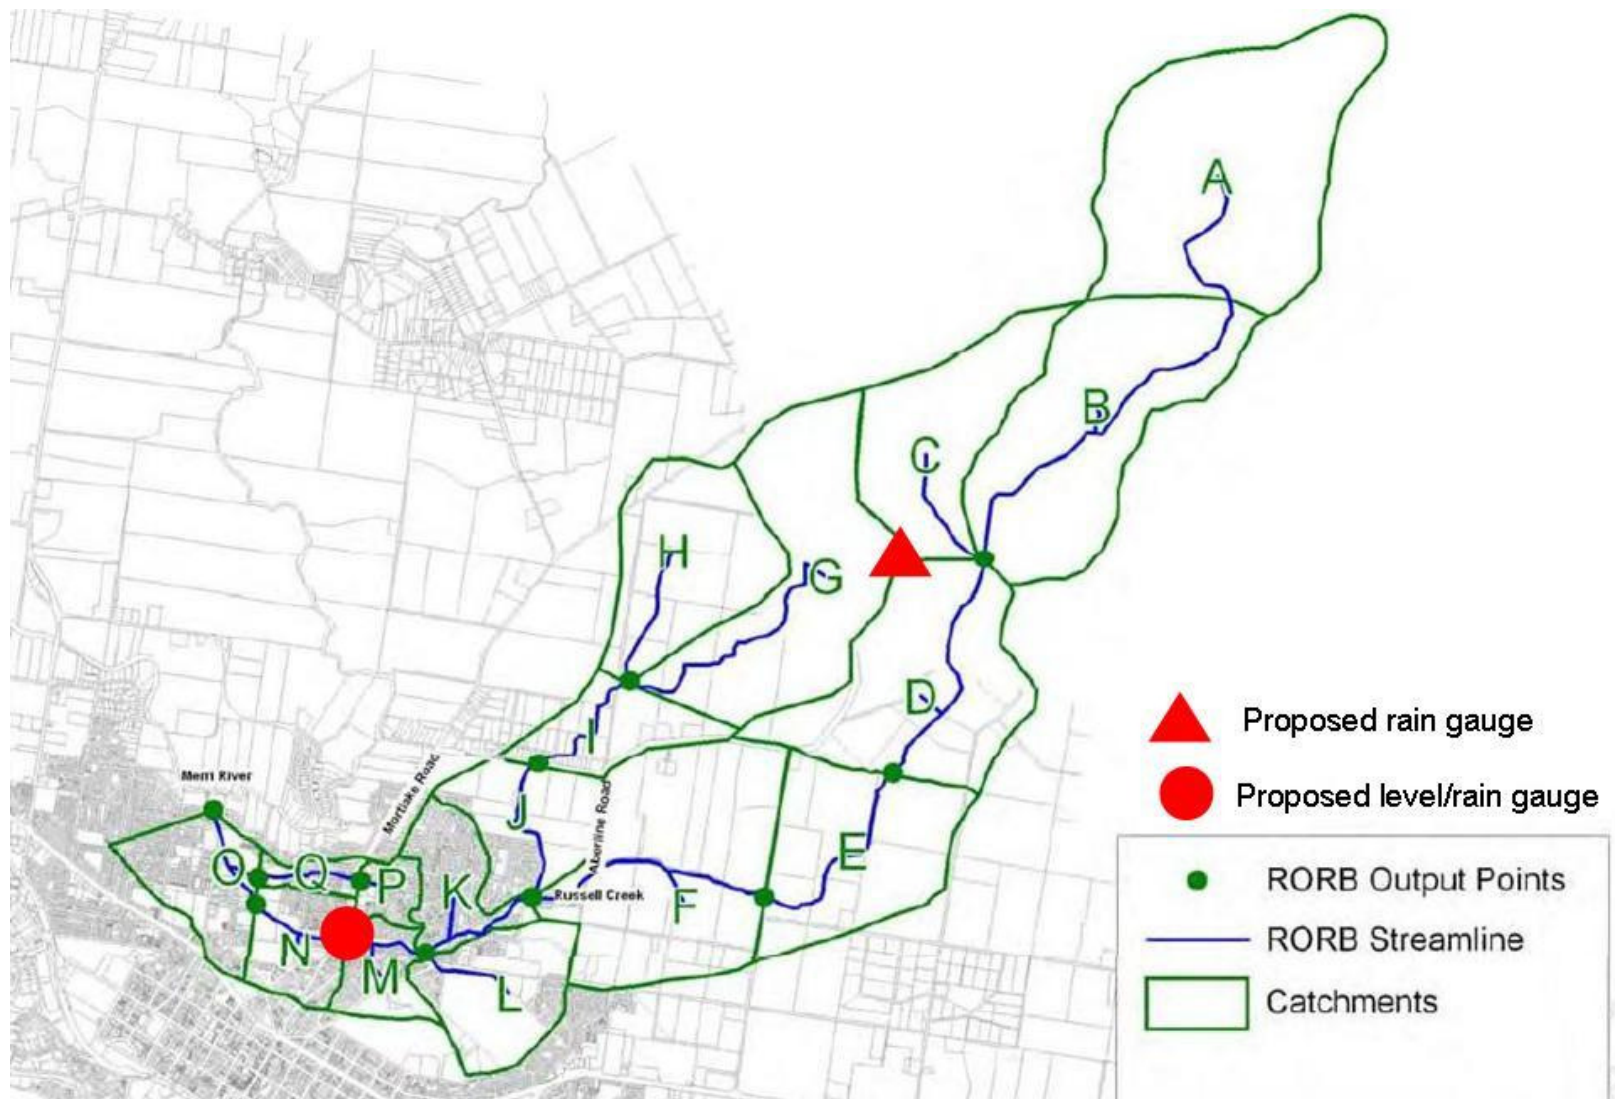 A
B
C
H
G
D
Proposed rain gauge
I
Merri River
Mortlake Road
Proposed level/rain gauge
J
Aberline Road
E
O
Q
P
K
Russell Creek
F
RORB Output Points
RORB Streamline
N
M
L
Catchments